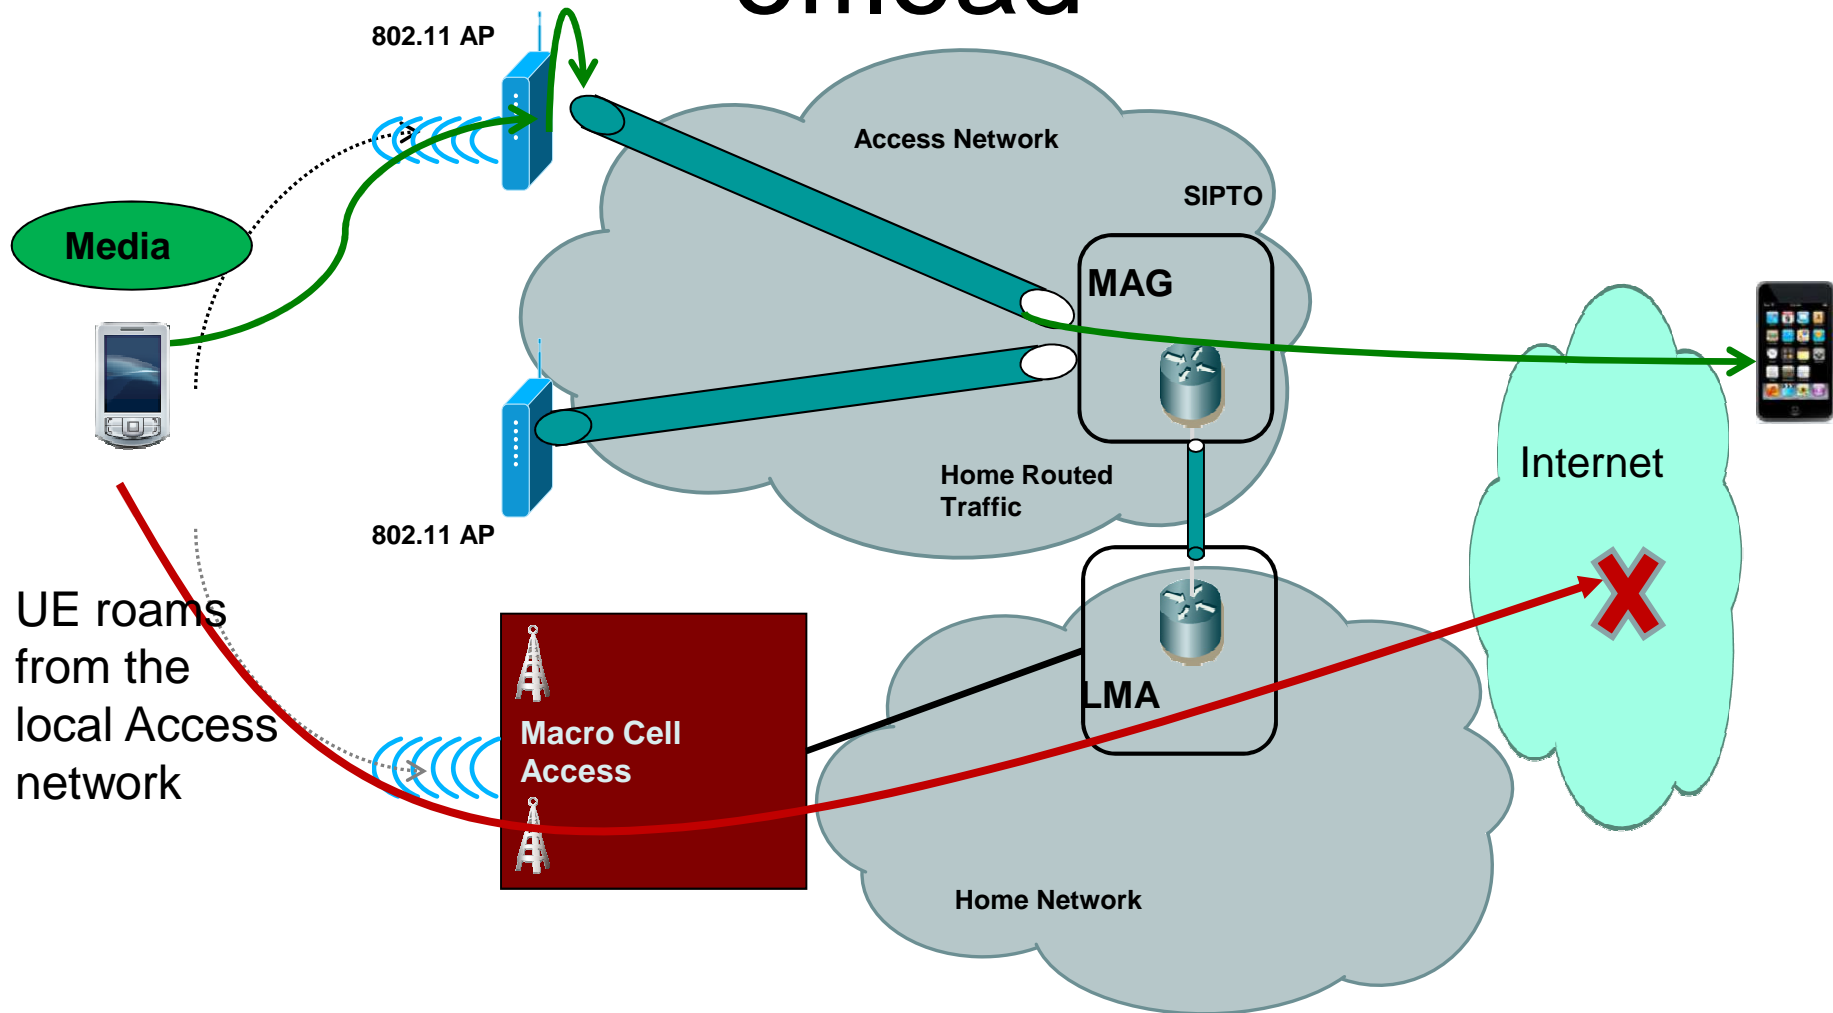 802.11 AP
Access Network
SIPTO
Media
MAG
Internet
Home Routed
Traffic
802.11 AP
UE roams
from the
local Access
network
LMA
Macro Cell
Access
Home Network